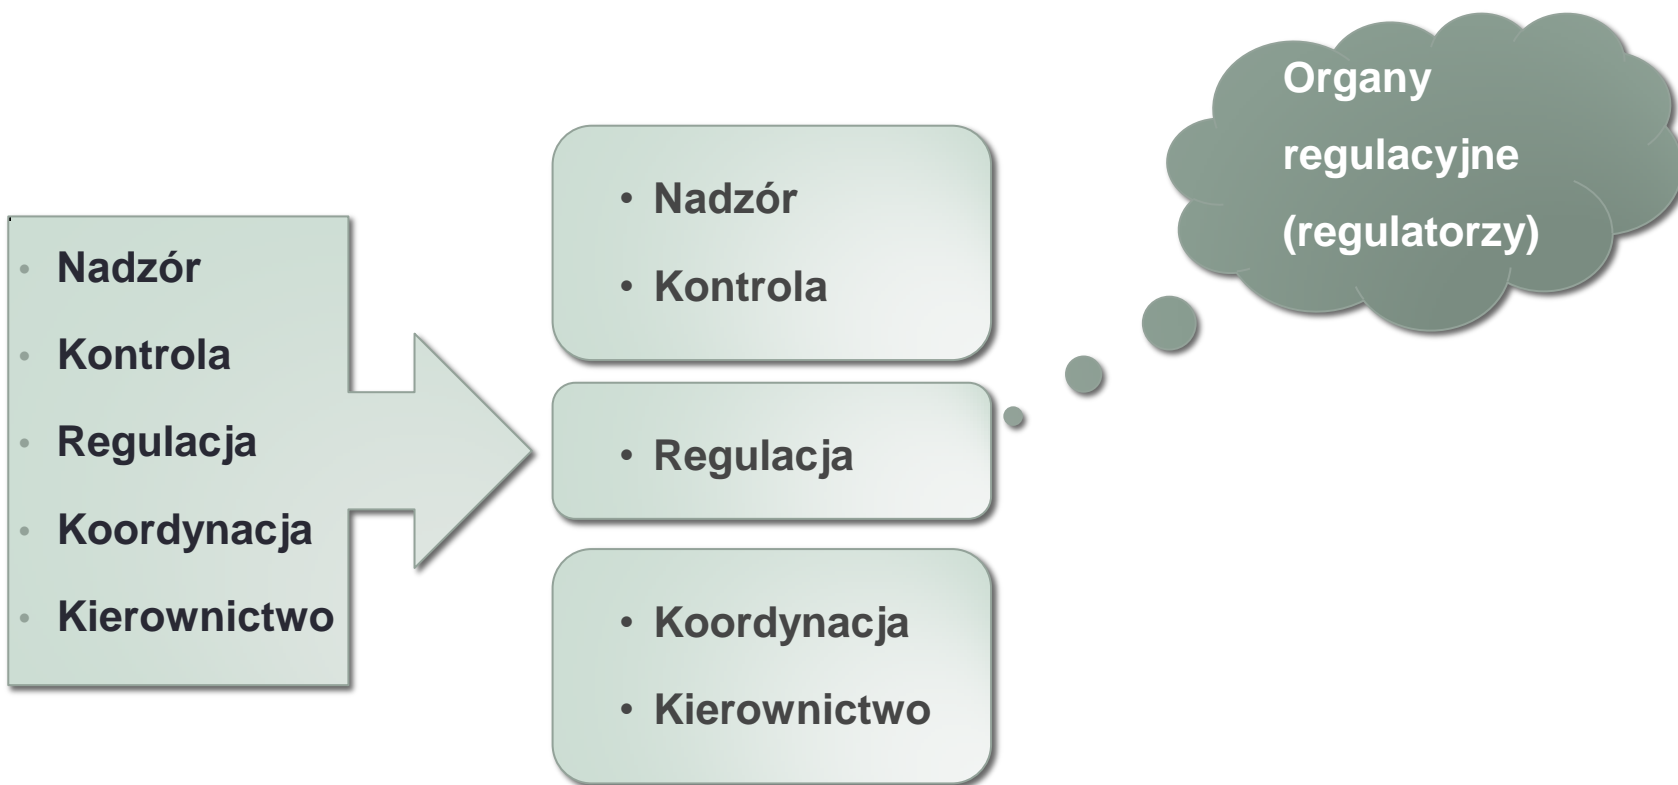 • Nadzór
• Kontrola
• Regulacja
• Koordynacja
• Kierownictwo
• Nadzór
• Kontrola
• Regulacja
• Koordynacja
• Kierownictwo
Organy
regulacyjne
(regulatorzy)